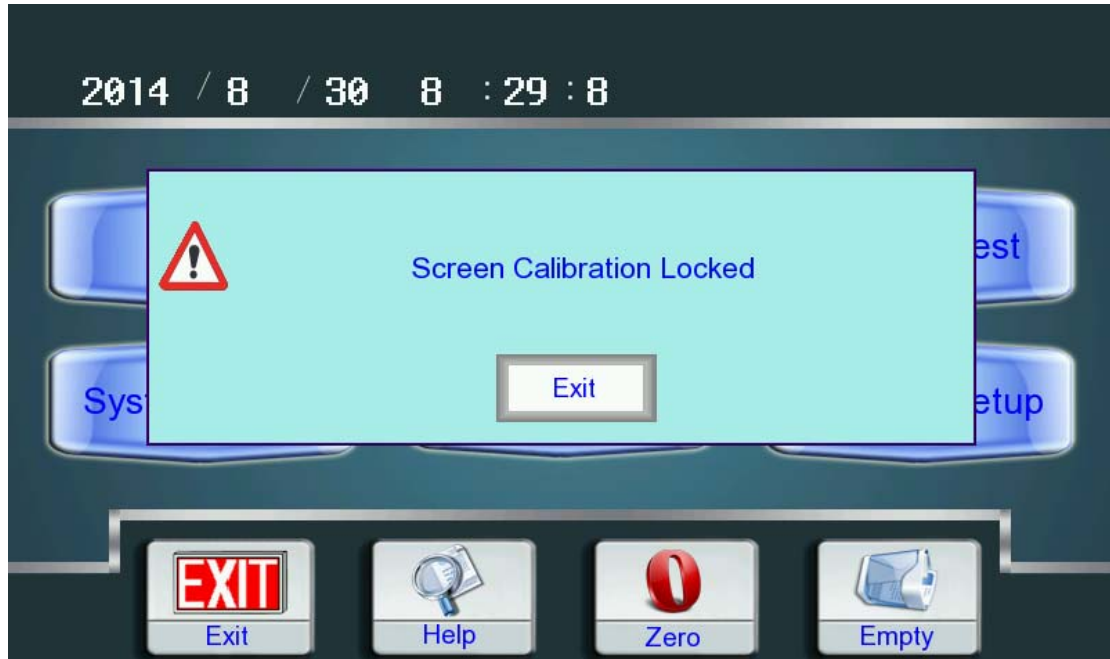 2014 / 8 / 30 8 : 29 : 8
Screen Calibration Locked
Exit
EXIT
Exit
Help
Zero
Empty